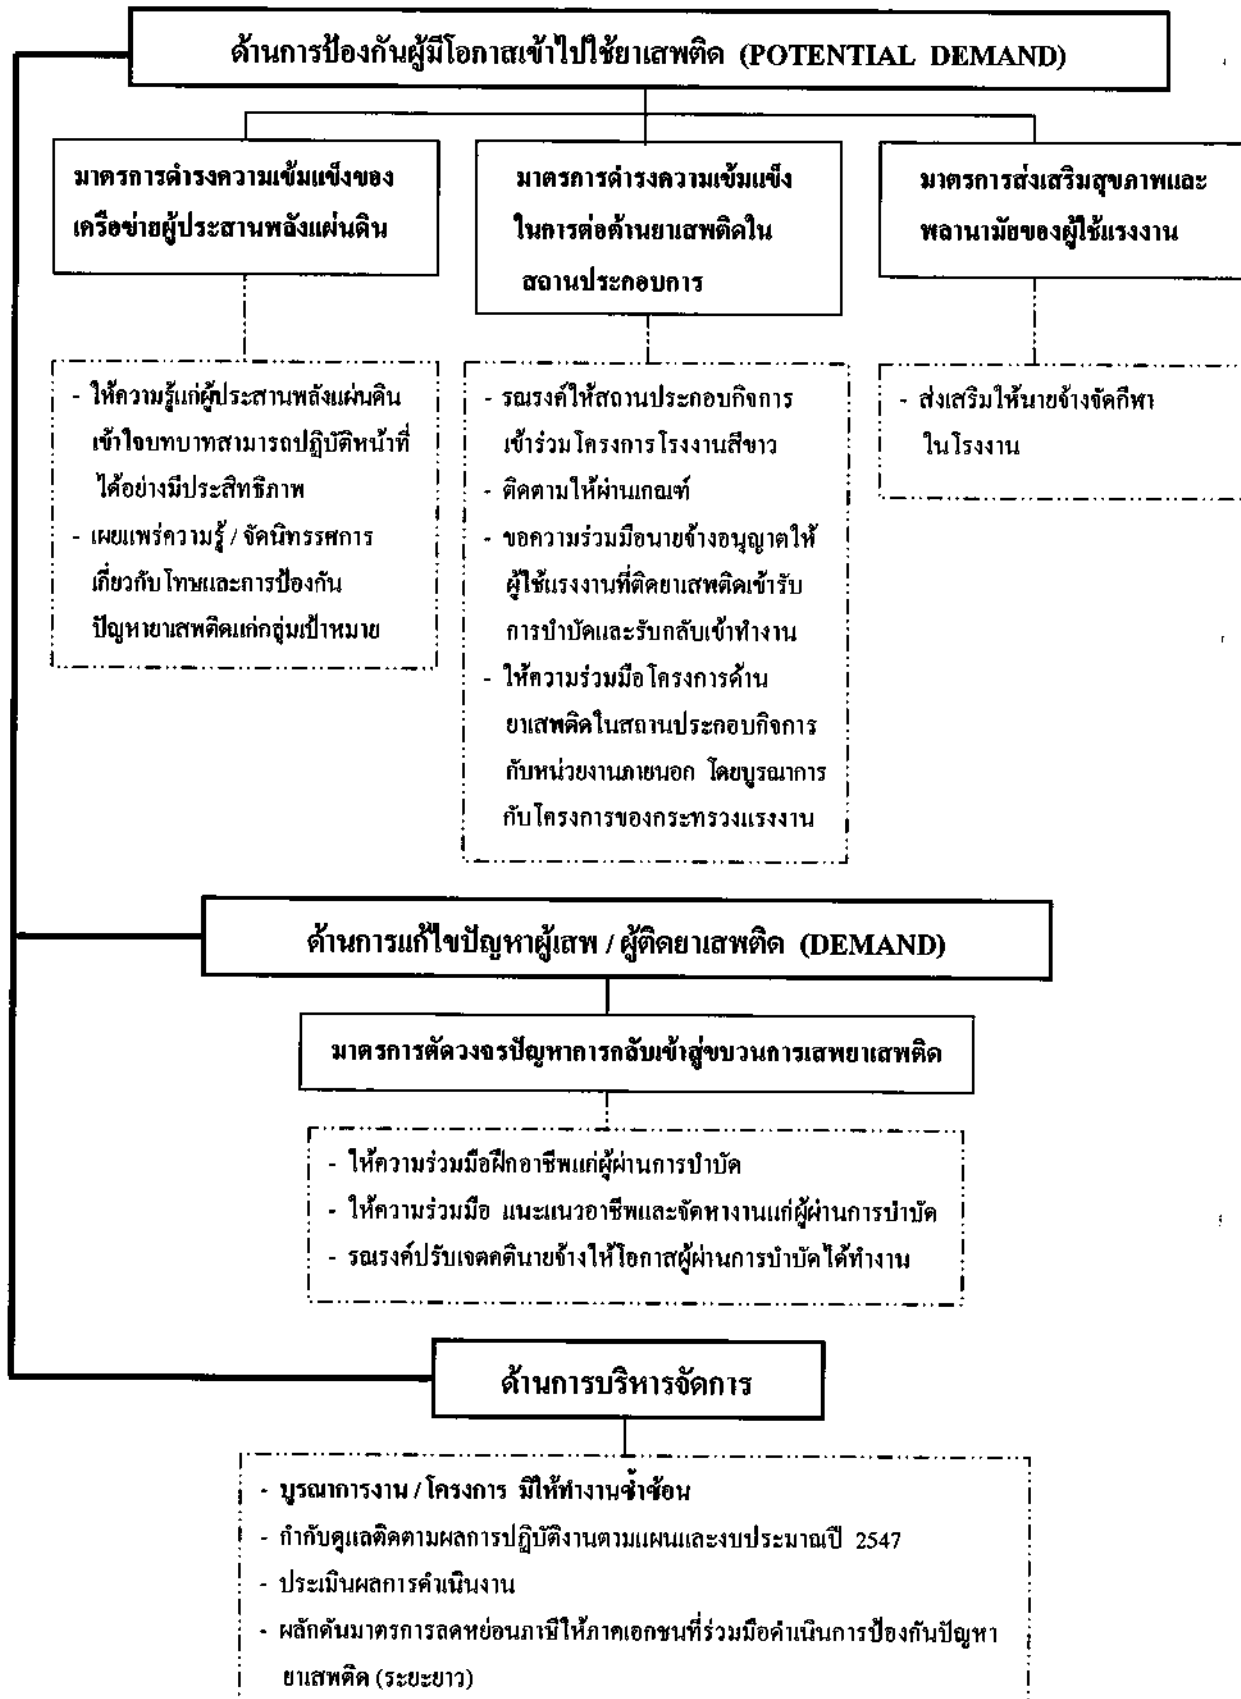 ด้านการป้องกันผู้มีโอกาสเข้าไปใช้ยาเสพติด (POTENTIAL DEMAND)
มาตรการดำรงความเข้มแข็งของ
เครือข่ายผู้ประสานพลังแผ่นดิน
มาตรการดำรงความเข้มแข็ง
ในการต่อต้านยาเสพติดใน
สถานประกอบการ
มาตรการส่งเสริมสุขภาพและ
พลานามัยของผู้ใช้แรงงาน
- ให้ความรู้แก่ผู้ประสานพลังแผ่นดิน
เข้าใจบทบาทสามารถปฏิบัติหน้าที่
ได้อย่างมีประสิทธิภาพ
- เผยแพร่ความรู้ / จัดนิทรรศการ
เกี่ยวกับโทษและการป้องกัน
ปัญหายาเสพติดแก่กลุ่มเป้าหมาย
- รณรงค์ให้สถานประกอบกิจการ
เข้าร่วมโครงการโรงงานสีขาว
- ติดตามให้ผ่านเกณฑ์
- ขอความร่วมมือนายจ้างอนุญาตให้
ผู้ใช้แรงงานที่ติดยาเสพติดเข้ารับ
การบำบัดและรับกลับเข้าทำงาน
- ให้ความร่วมมือโครงการด้าน
ยาเสพติดในสถานประกอบกิจการ
กับหน่วยงานภายนอก โดยบูรณาการ
กับโครงการของกระทรวงแรงงาน
- ส่งเสริมให้นายจ้างจัดกีฬา
ในโรงงาน
ด้านการแก้ไขปัญหาผู้เสพ / ผู้ติดยาเสพติด (DEMAND)
มาตรการตัดวงจรปัญหาการกลับเข้าสู่ขบวนการเสพยาเสพติด
- ให้ความร่วมมือฝึกอาชีพแก่ผู้ผ่านการบำบัด
- ให้ความร่วมมือ แนะแนวอาชีพและจัดหางานแก่ผู้ผ่านการบำบัด
- รณรงค์ปรับเจตคตินายจ้างให้โอกาสผู้ผ่านการบำบัดได้ทำงาน
ด้านการบริหารจัดการ
- บูรณาการงาน / โครงการ มิให้ทำงานซ้ำซ้อน
- กำกับดูแลติดตามผลการปฏิบัติงานตามแผนและงบประมาณปี 2547
- ประเมินผลการดำเนินงาน
- ผลักดันมาตรการลดหย่อนภาษีให้ภาคเอกชนที่ร่วมมือดำเนินการป้องกันปัญหา
ยาเสพติด (ระยะยาว)